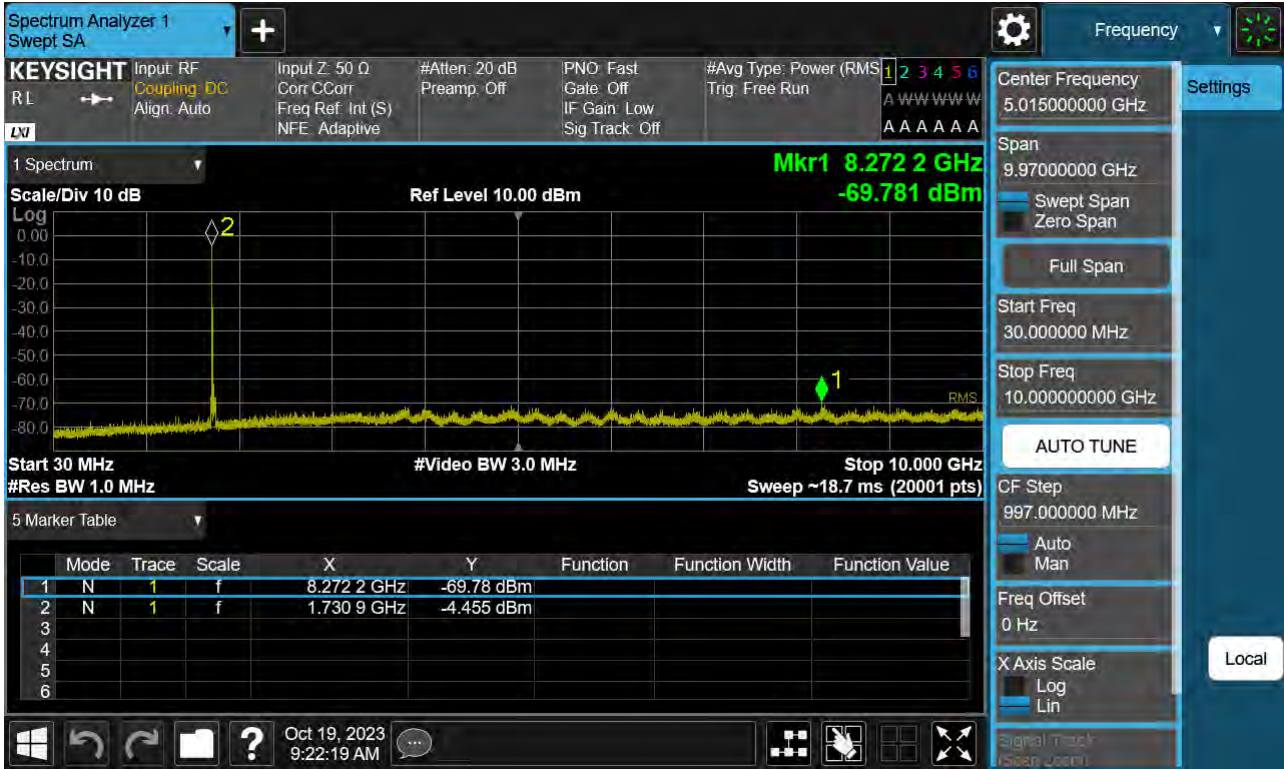 Spectrum Analyzer 1
Swept SA
+
Frequency
KEYSIGHT
RL
LXI
Input: RF
Coupling: DC
Align: Auto
Input Z: 50 Ω
Corr CCorr
Freq Ref: Int (S)
NFE: Adaptive
#Atten: 20 dB
Preamp: Off
PNO: Fast
Gate: Off
IF Gain: Low
Sig Track: Off
#Avg Type: Power (RMS
Trig: Free Run
1 2 3 4 5 6
A W W W W W
A A A A A A
1 Spectrum
Mkr1 8.272 2 GHz
Scale/Div 10 dB
Ref Level 10.00 dBm
-69.781 dBm
Log
0.00
-10.0
-20.0
-30.0
-40.0
-50.0
-60.0
-70.0
-80.0
2
1
RMS
Start 30 MHz
#Video BW 3.0 MHz
Stop 10.000 GHz
#Res BW 1.0 MHz
Sweep ~18.7 ms (20001 pts)
5 Marker Table
Mode Trace Scale X Y Function Function Width Function Value
1 N 1 f 8.272 2 GHz -69.78 dBm
2 N 1 f 1.730 9 GHz -4.455 dBm
3
4
5
6
Center Frequency
5.015000000 GHz
Settings
Span
9.97000000 GHz
Swept Span
Zero Span
Full Span
Start Freq
30.000000 MHz
Stop Freq
10.000000000 GHz
AUTO TUNE
CF Step
997.000000 MHz
Auto
Man
Freq Offset
0 Hz
X Axis Scale
Log
Lin
Local
Signal Track
(Span Zoom)
?
Oct 19, 2023
9:22:19 AM